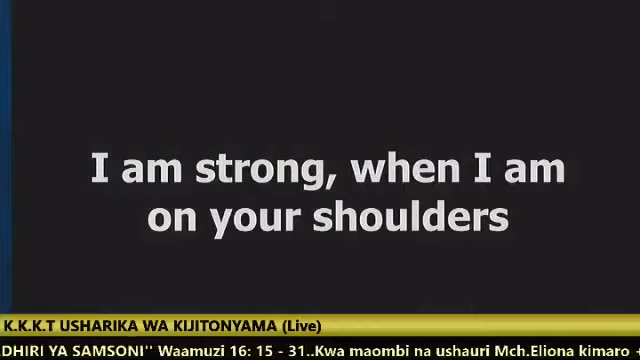 I am strong, when I am
on your shoulders
K.K.K.T USHARIKA WA KIJITONYAMA (Live)
DHIRI YA SAMSONI'' Waamuzi 16: 15 - 31..Kwa maombi na ushauri Mch.Eliona kimaro